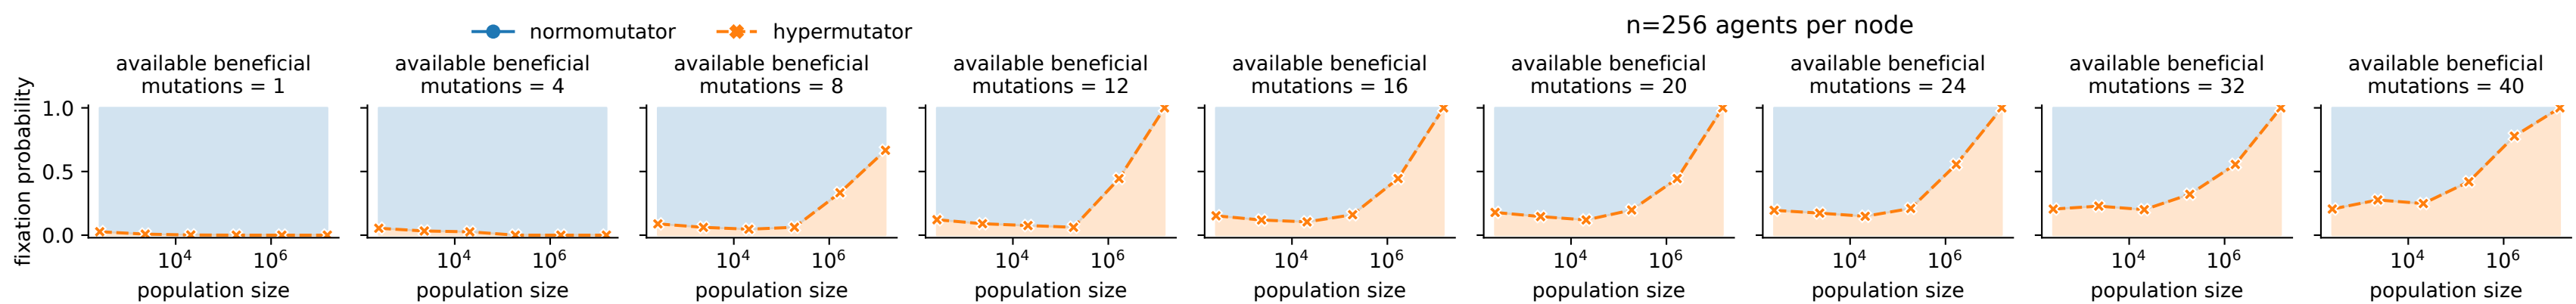 normomutator hypermutator
n=256 agents per node
available beneficial
mutations = 1
available beneficial
mutations = 4
available beneficial
mutations = 8
available beneficial
mutations = 12
available beneficial
mutations = 16
available beneficial
mutations = 20
available beneficial
mutations = 24
available beneficial
mutations = 32
available beneficial
mutations = 40
fixation probability
1.0
0.5
0.0
10⁴ 10⁶
10⁴ 10⁶
10⁴ 10⁶
10⁴ 10⁶
10⁴ 10⁶
10⁴ 10⁶
10⁴ 10⁶
10⁴ 10⁶
10⁴ 10⁶
population size
population size
population size
population size
population size
population size
population size
population size
population size